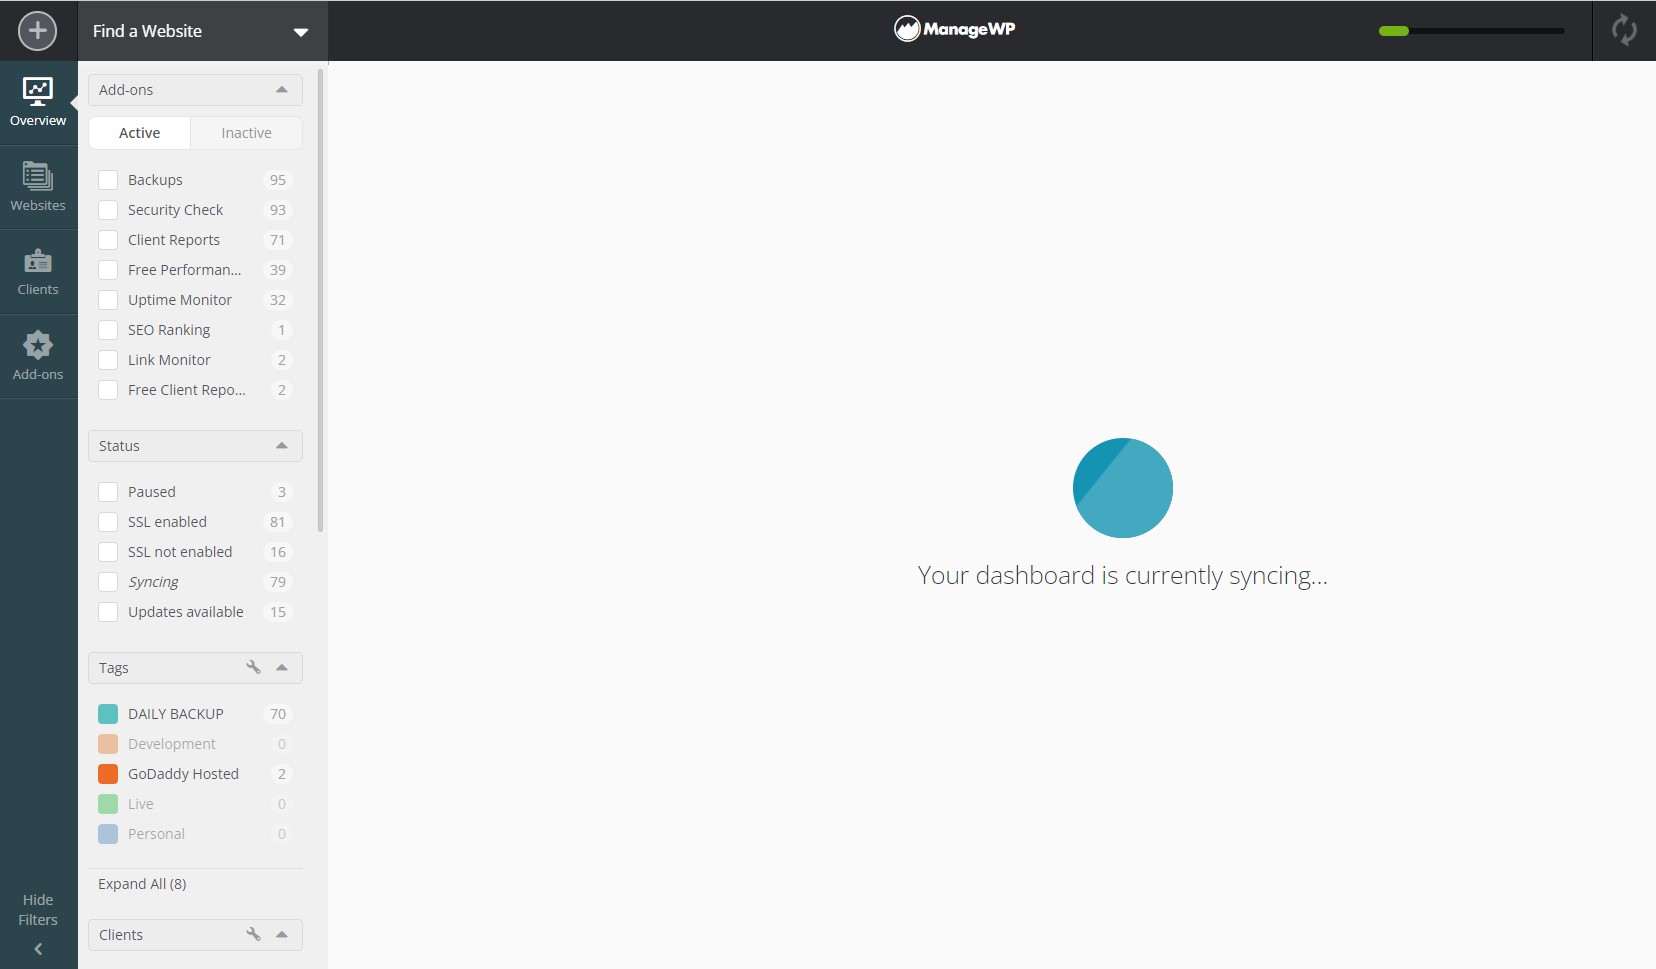 Find a Website
ManageWP
Overview
Websites
Clients
Add-ons
Hide
Filters
Add-ons
Active Inactive
Backups 95
Security Check 93
Client Reports 71
Free Performan... 39
Uptime Monitor 32
SEO Ranking 1
Link Monitor 2
Free Client Repo... 2
Status
Paused 3
SSL enabled 81
SSL not enabled 16
Syncing 79
Updates available 15
Tags
DAILY BACKUP 70
Development 0
GoDaddy Hosted 2
Live 0
Personal 0
Expand All (8)
Clients
Your dashboard is currently syncing...